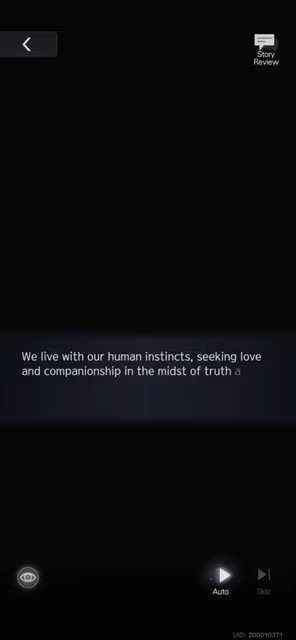 Story
Review
We live with our human instincts, seeking love
and companionship in the midst of truth a
Auto
Skip
UID: 200010371